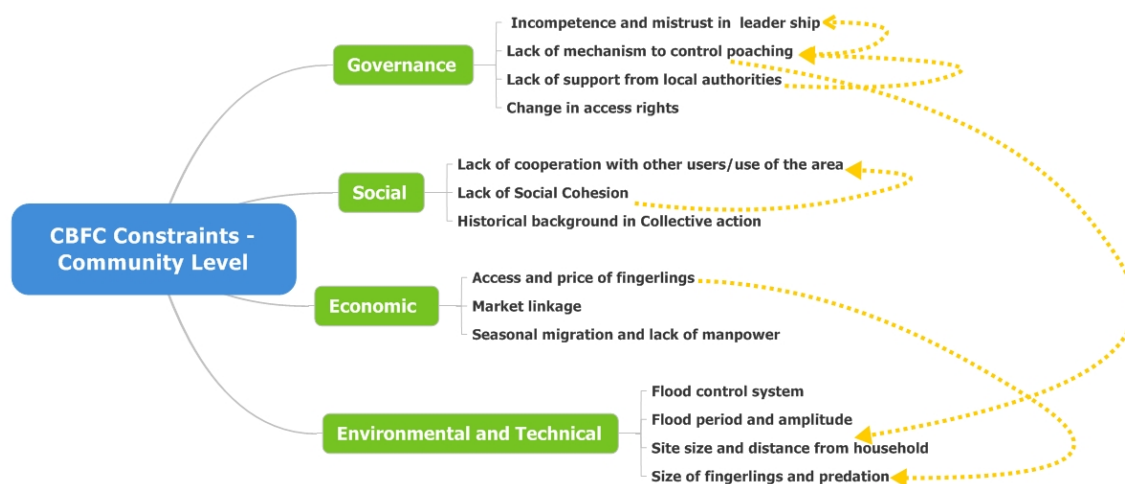 Incompetence and mistrust in  leader ship
Lack of mechanism to control poaching
Governance
Lack of support from local authorities
Change in access rights
Lack of cooperation with other users/use of the area
Social
Lack of Social Cohesion
Historical background in Collective action
CBFC Constraints -
Community Level
Access and price of fingerlings
Economic
Market linkage
Seasonal migration and lack of manpower
Flood control system
Flood period and amplitude
Environmental and Technical
Site size and distance from household
Size of fingerlings and predation